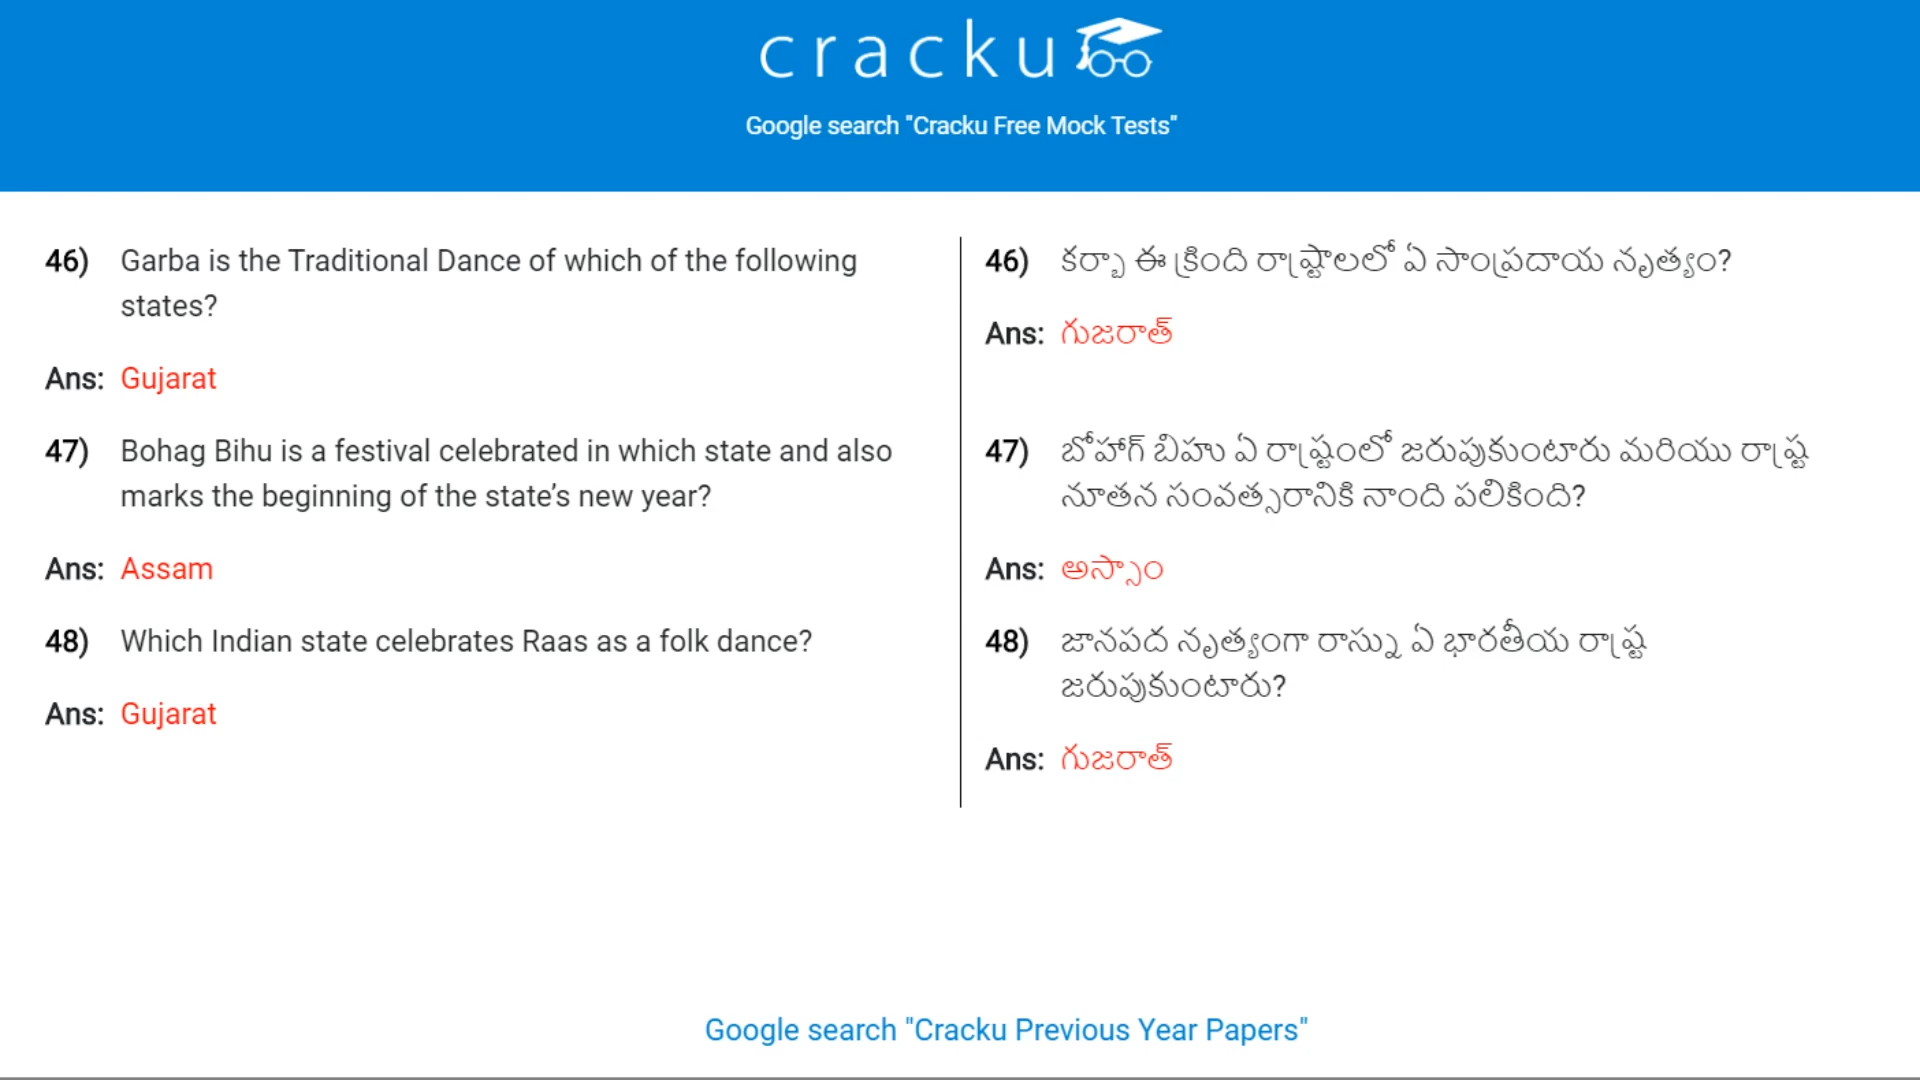 cracku
Google search "Cracku Free Mock Tests"
46) Garba is the Traditional Dance of which of the following
states?
Ans: Gujarat
47) Bohag Bihu is a festival celebrated in which state and also
marks the beginning of the state’s new year?
Ans: Assam
48) Which Indian state celebrates Raas as a folk dance?
Ans: Gujarat
46) కర్బా ఈ క్రింది రాష్ట్రాలలో ఏ సాంప్రదాయ నృత్యం?
Ans: గుజరాత్
47) బోహాగ్ బిహు ఏ రాష్ట్రంలో జరుపుకుంటారు మరియు రాష్ట్ర
నూతన సంవత్సరానికి నాంది పలికింది?
Ans: అస్సాం
48) జానపద నృత్యంగా రాస్ను ఏ భారతీయ రాష్ట్ర
జరుపుకుంటారు?
Ans: గుజరాత్
Google search "Cracku Previous Year Papers"